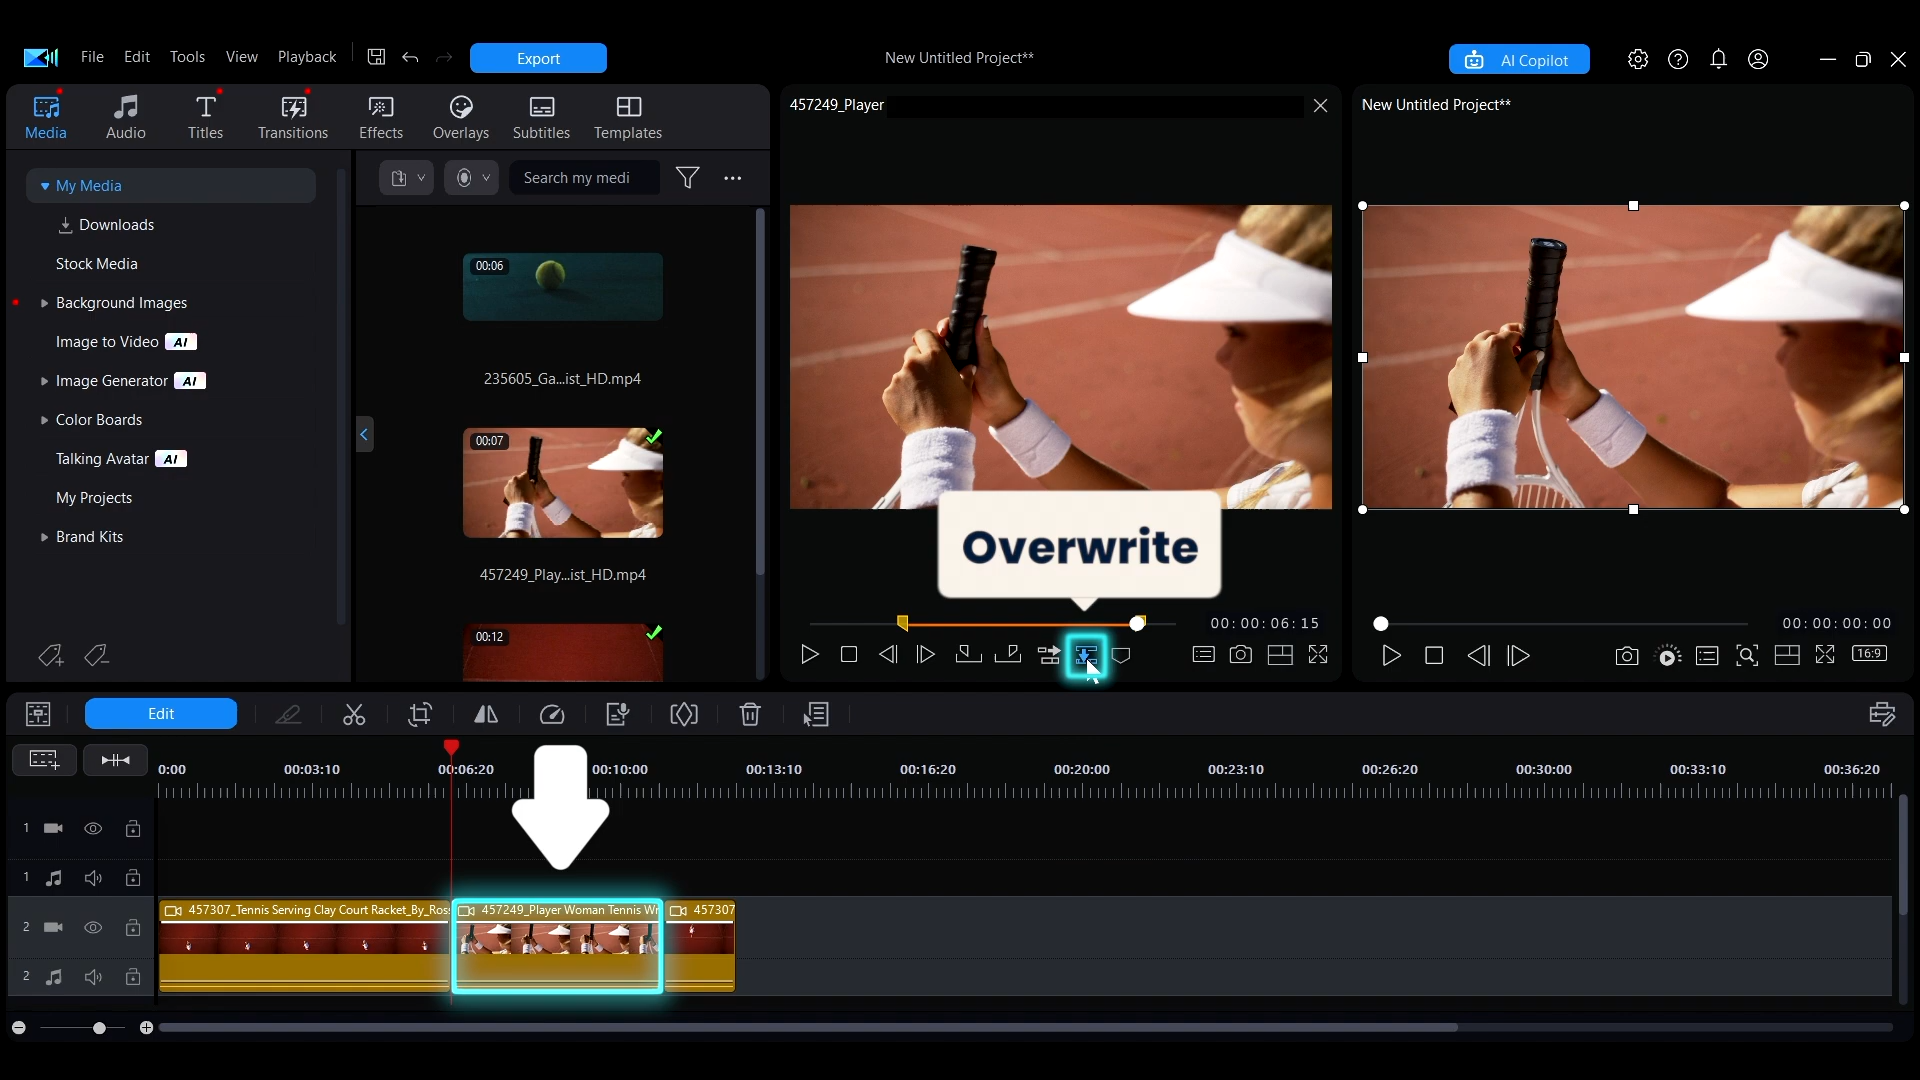 File Edit Tools View Playback Export New Untitled Project** AI Copilot
Media Audio Titles Transitions Effects Overlays Subtitles Templates
457249_Player
New Untitled Project**
My Media
Downloads
Stock Media
Background Images
Image to Video AI
Image Generator AI
Color Boards
Talking Avatar AI
My Projects
Brand Kits
Search my medi
00:06
235605_Ga...ist_HD.mp4
00:07
457249_Play...ist_HD.mp4
00:12
Overwrite
00:00:06:15
00:00:00:00
16:9
Edit
0:00 00:03:10 00:06:20 00:10:00 00:13:10 00:16:20 00:20:00 00:23:10 00:26:20 00:30:00 00:33:10 00:36:20
1
1
2 457307_Tennis Serving Clay Court Racket_By_Ros 457249_Player Woman Tennis Wr 457307
2